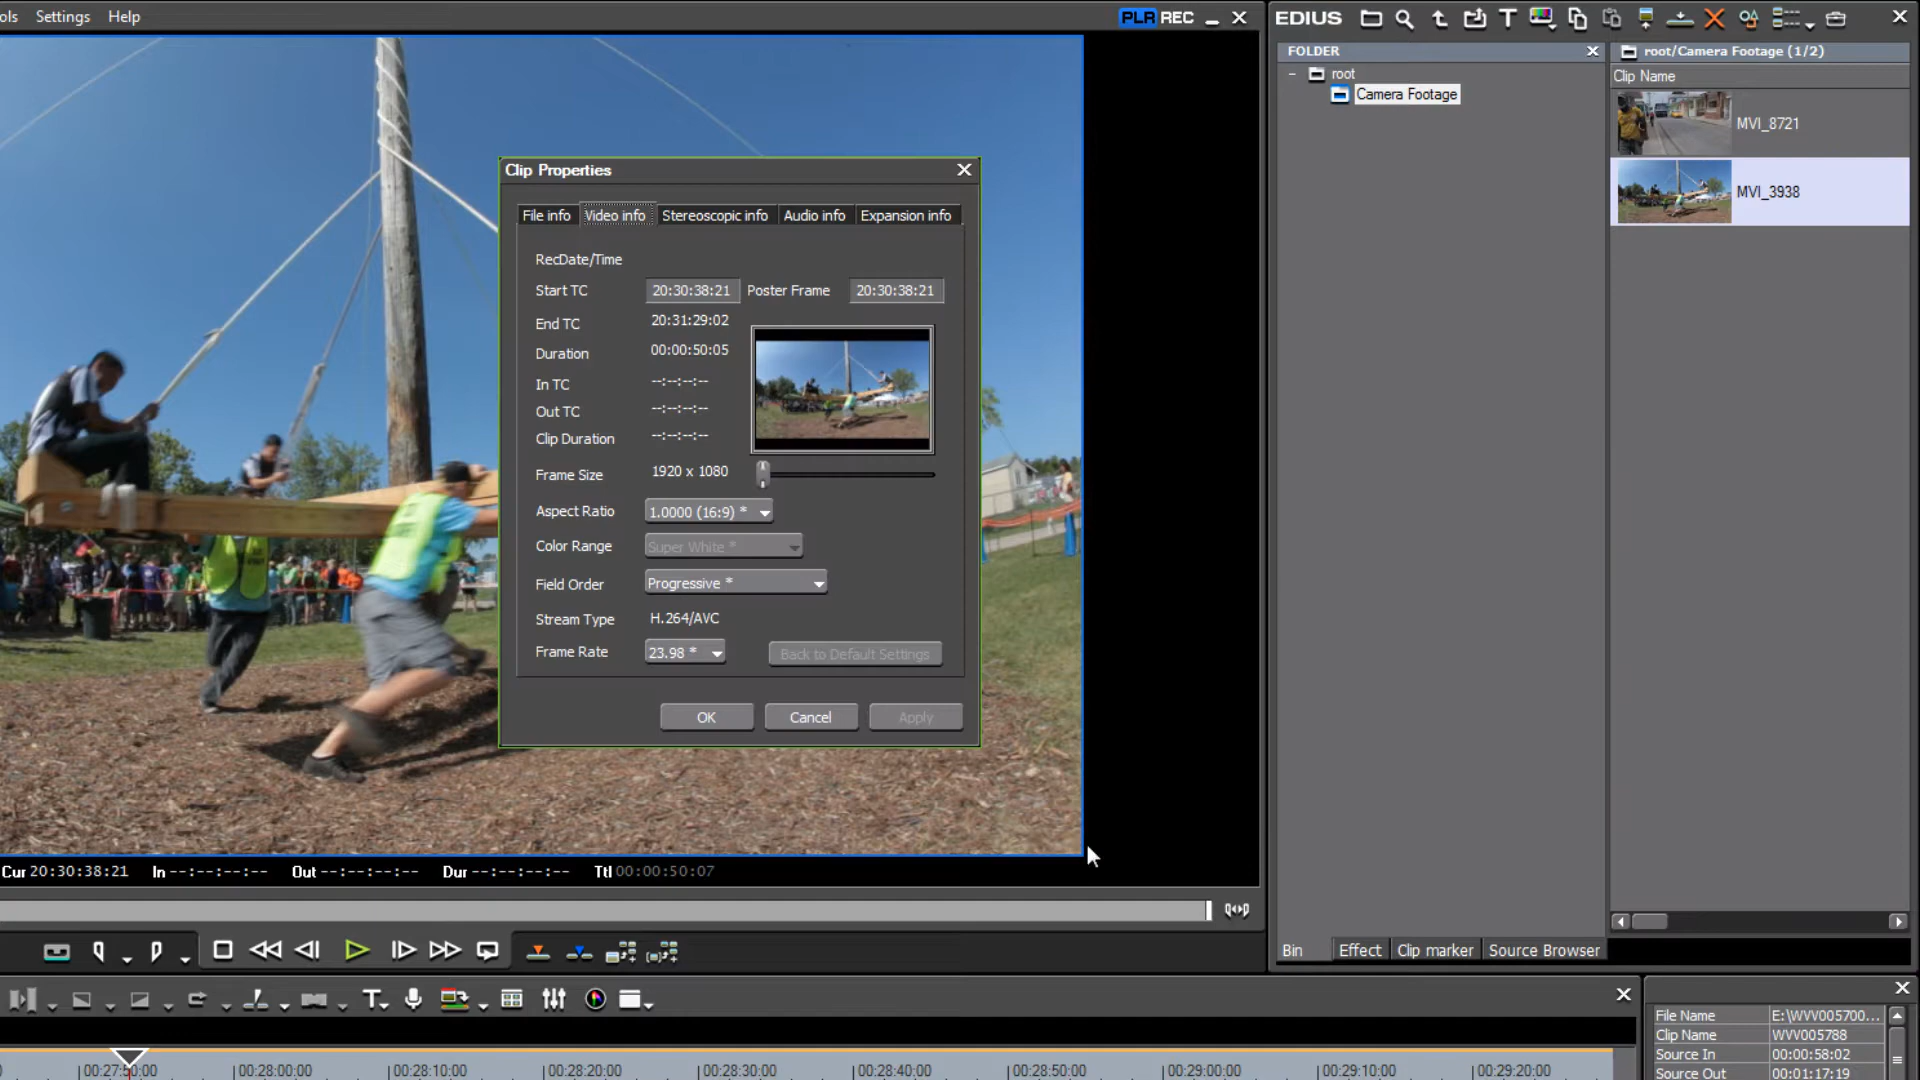 ols Settings Help
PLR REC
EDIUS
FOLDER
root
Camera Footage
root/Camera Footage (1/2)
Clip Name
MVI_8721
MVI_3938
Clip Properties
File info Video info Stereoscopic info Audio info Expansion info
RecDate/Time
Start TC 20:30:38:21 Poster Frame 20:30:38:21
End TC 20:31:29:02
Duration 00:00:50:05
In TC --:--:--:--
Out TC --:--:--:--
Clip Duration --:--:--:--
Frame Size 1920 x 1080
Aspect Ratio 1.0000 (16:9) *
Color Range Super White *
Field Order Progressive *
Stream Type H.264/AVC
Frame Rate 23.98 * Back to Default Settings
OK Cancel Apply
Cur 20:30:38:21 In --:--:--:-- Out --:--:--:-- Dur --:--:--:-- Ttl 00:00:50:07
Bin Effect Clip marker Source Browser
File Name E:\WVV005700...
Clip Name WVV005788
Source In 00:00:58:02
Source Out 00:01:17:19
00:27:50:00 00:28:00:00 00:28:10:00 00:28:20:00 00:28:30:00 00:28:40:00 00:28:50:00 00:29:00:00 00:29:10:00 00:29:20:00